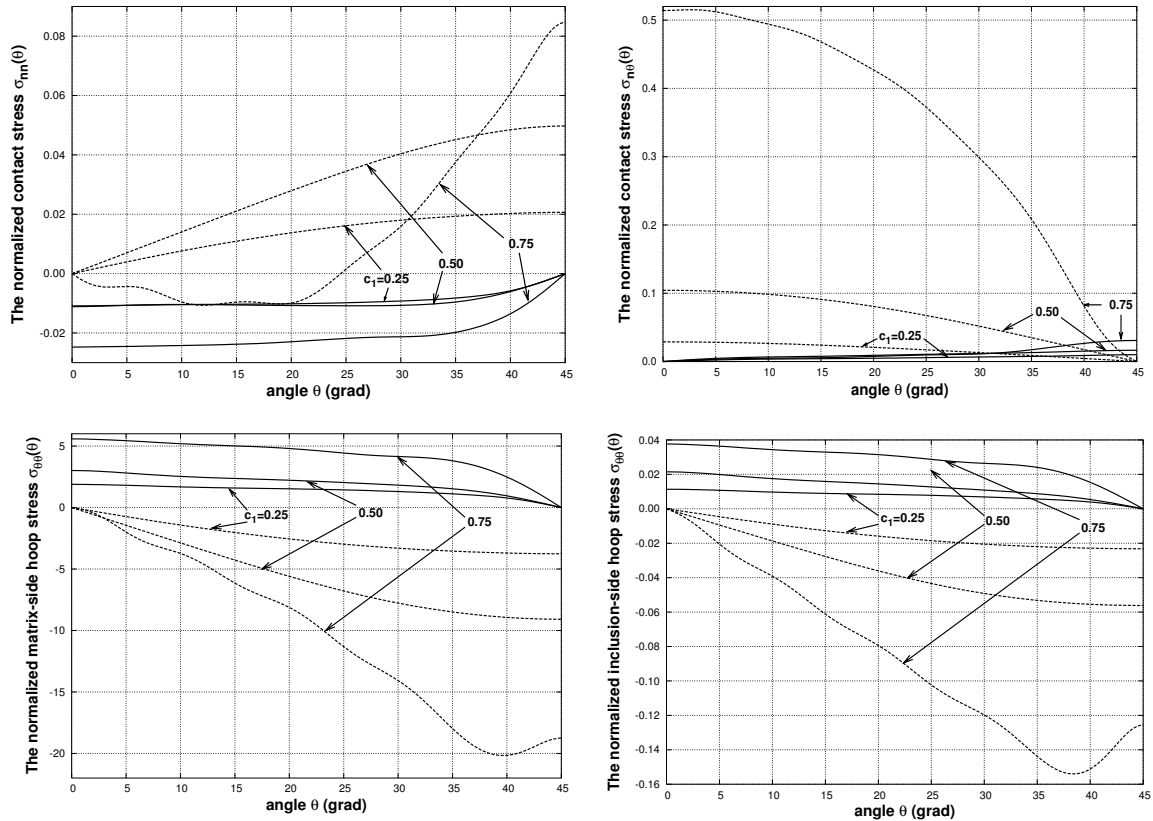 The normalized contact stress σnn(θ)
0.08
0.06
0.04
0.02
0.00
-0.02
0.50
0.75
c1=0.25
0 5 10 15 20 25 30 35 40 45
angle θ (grad)
The normalized contact stress σnθ(θ)
0.5
0.4
0.3
0.2
0.1
0.0
0.75
0.50
c1=0.25
0 5 10 15 20 25 30 35 40 45
angle θ (grad)
The normalized matrix-side hoop stress σθθ(θ)
5
0
-5
-10
-15
-20
c1=0.25
0.50
0.75
0 5 10 15 20 25 30 35 40 45
angle θ (grad)
The normalized inclusion-side hoop stress σθθ(θ)
0.04
0.02
0.00
-0.02
-0.04
-0.06
-0.08
-0.10
-0.12
-0.14
-0.16
c1=0.25
0.50
0.75
0 5 10 15 20 25 30 35 40 45
angle θ (grad)